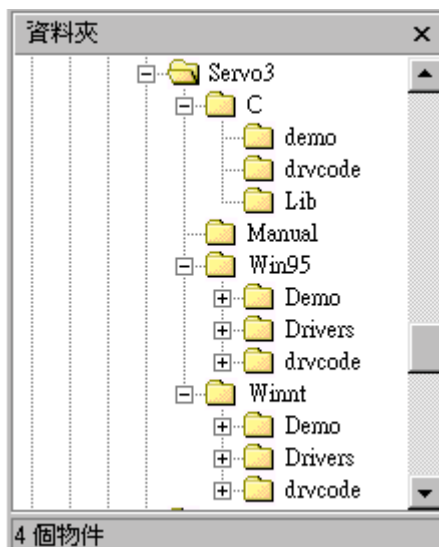 資料夾
Servo3
C
demo
drvcode
Lib
Manual
Win95
Demo
Drivers
drvcode
Winnt
Demo
Drivers
drvcode
4 個物件